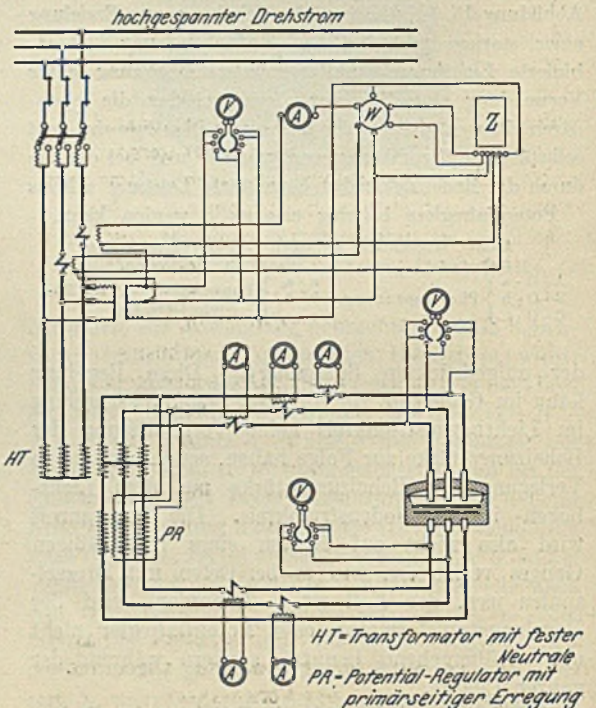 hochgespannter Drehstrom
V
A
W
Z
V
A
A
A
HT
PR
V
HT=Transformator mit fester
Neutrale
PR=Potential-Regulator mit
primärseitiger Erregung
A
A